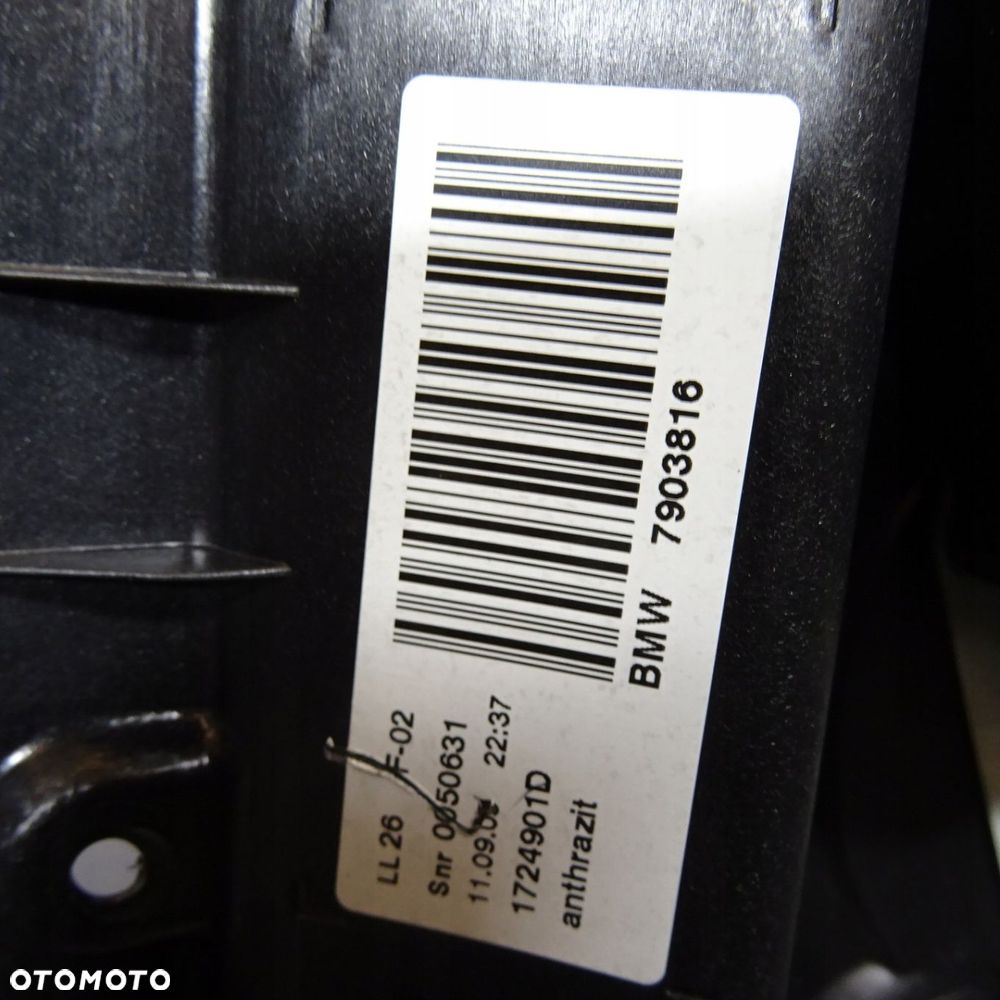 LL 26 F-02
Snr 0050631
22:37
1724901D
anthrazit
BMW 7903816
OTOMOTO